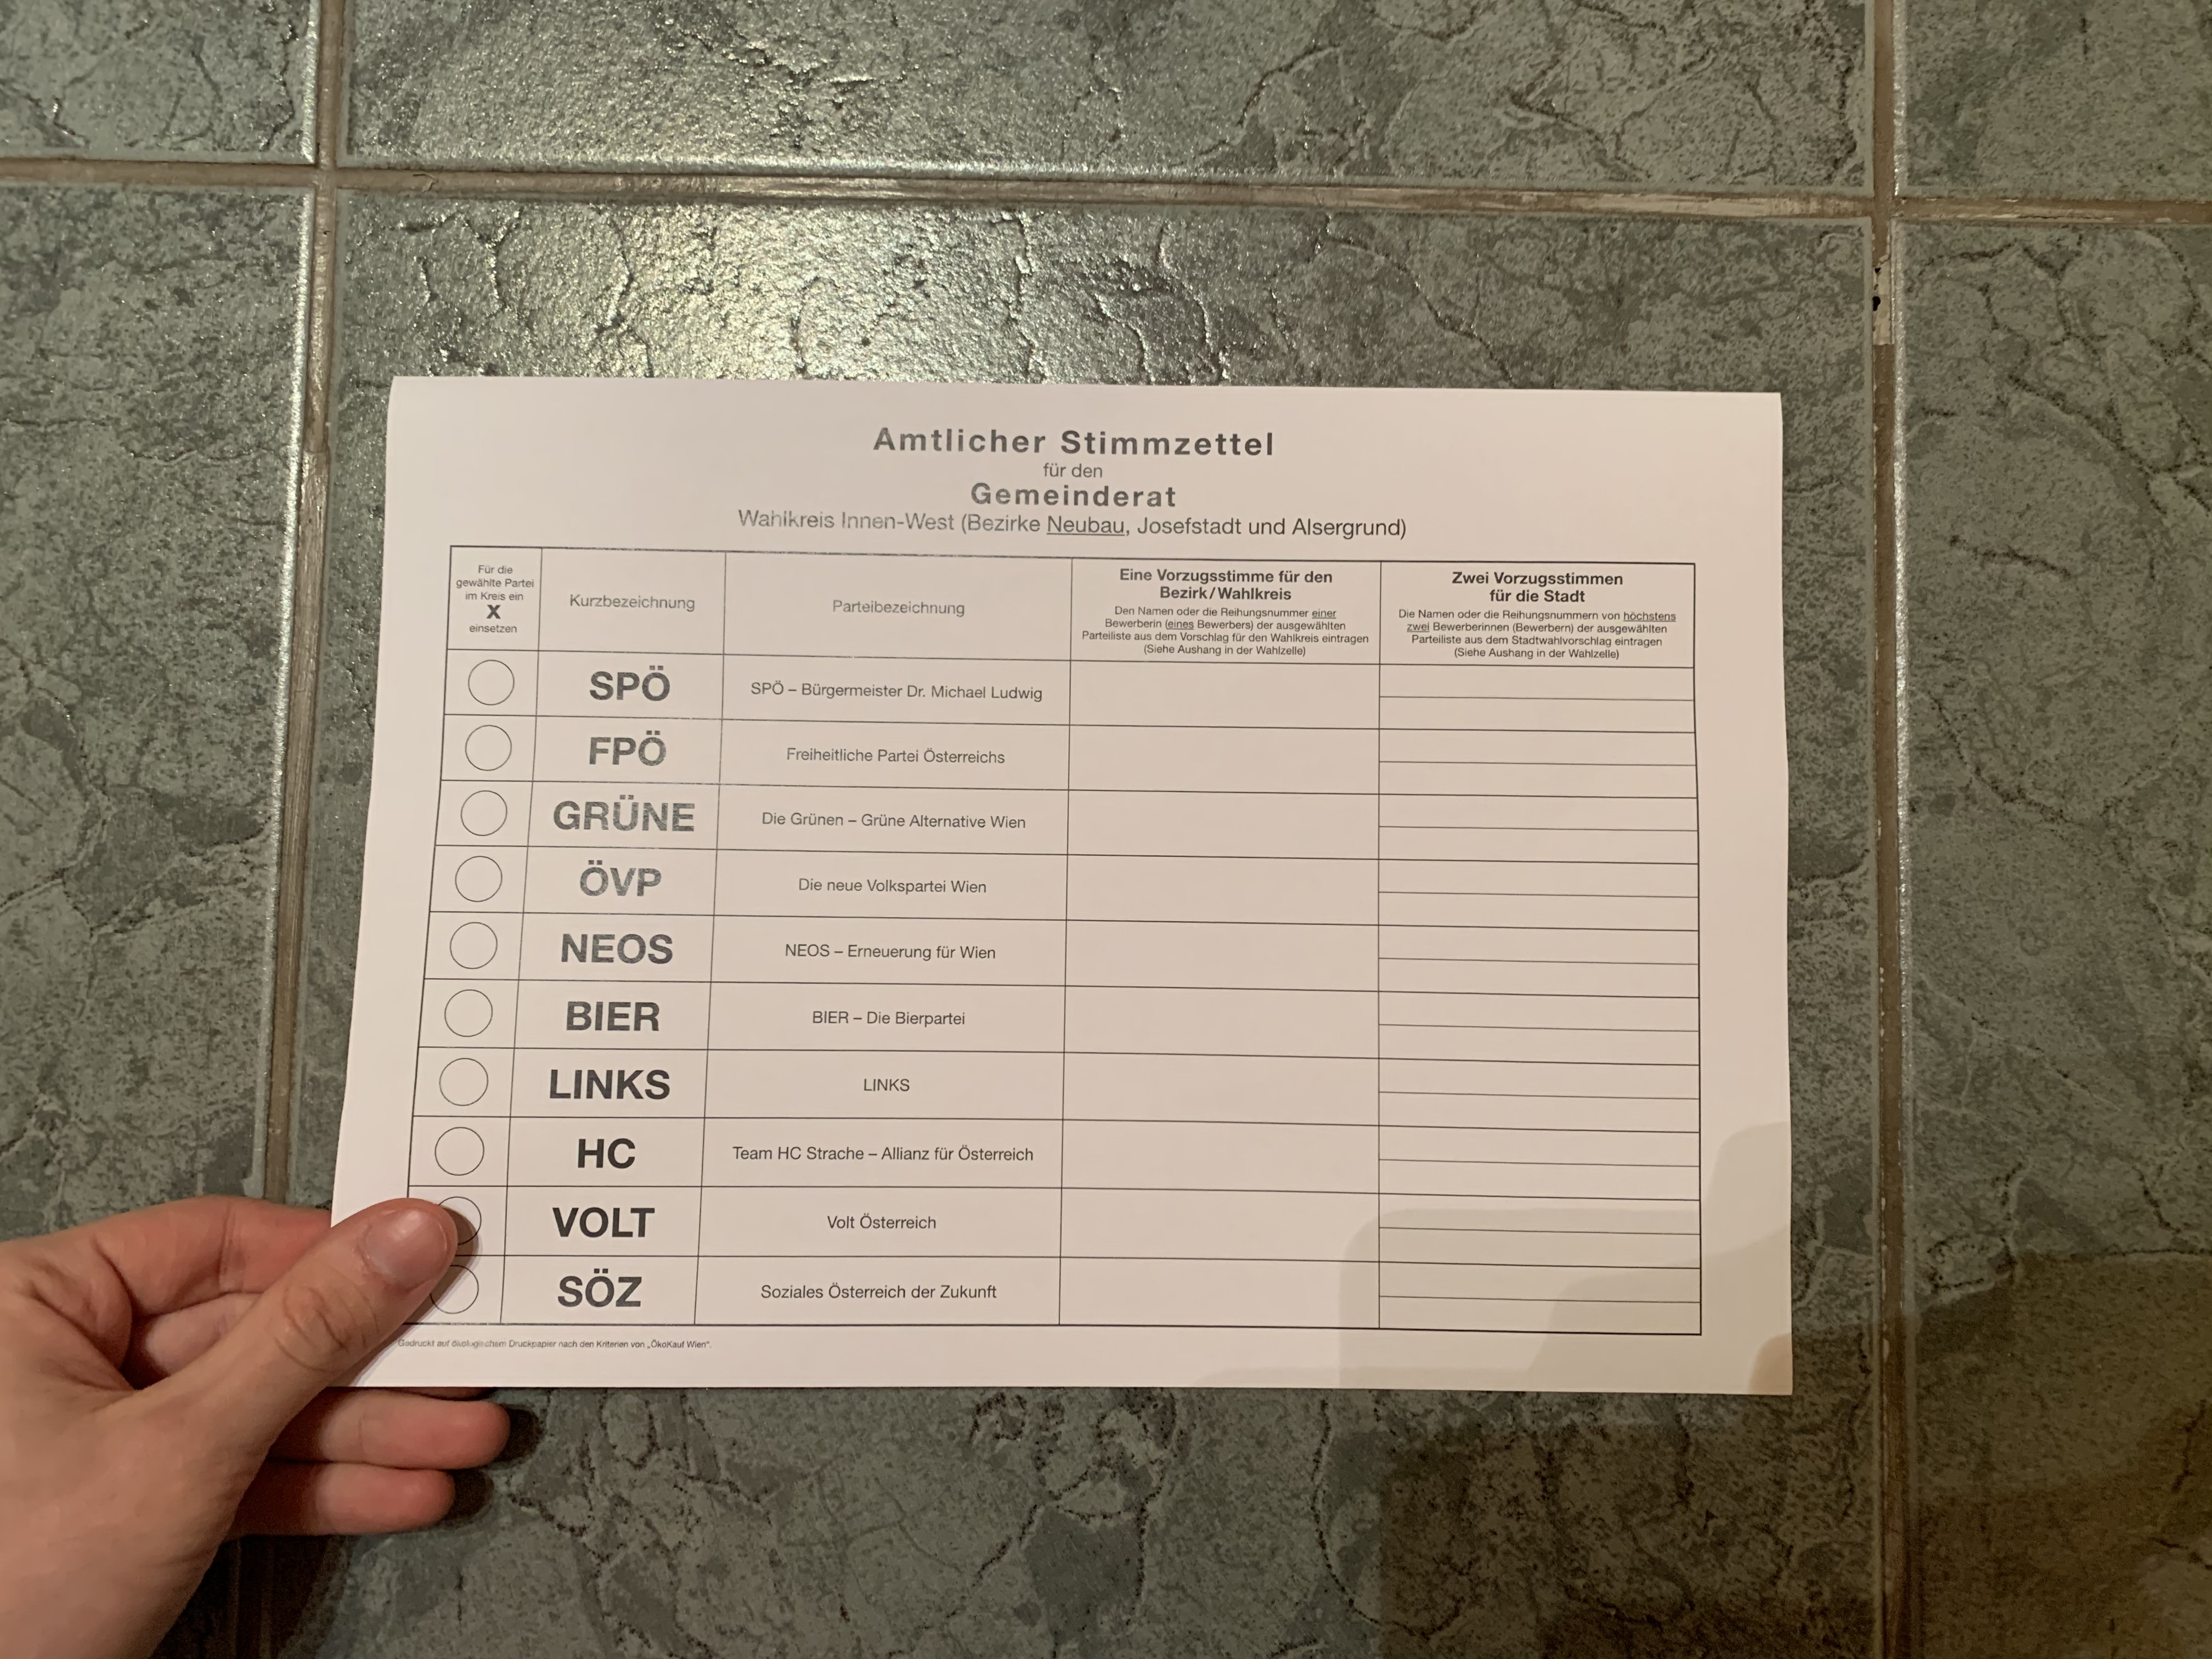 Amtlicher Stimmzettel
für den
Gemeinderat
Wahlkreis Innen-West (Bezirke Neubau, Josefstadt und Alsergrund)
Für die
gewählte Partei
im Kreis ein
X
einsetzen
Kurzbezeichnung
Parteibezeichnung
Eine Vorzugsstimme für den
Bezirk/Wahlkreis
Den Namen oder die Reihungsnummer einer
Bewerberin (eines Bewerbers) der ausgewählten
Parteiliste aus dem Vorschlag für den Wahlkreis eintragen
(Siehe Aushang in der Wahlzelle)
Zwei Vorzugsstimmen
für die Stadt
Die Namen oder die Reihungsnummern von höchstens
zwei Bewerberinnen (Bewerbern) der ausgewählten
Parteiliste aus dem Stadtwahlvorschlag eintragen
(Siehe Aushang in der Wahlzelle)
SPÖ SPÖ – Bürgermeister Dr. Michael Ludwig
FPÖ Freiheitliche Partei Österreichs
GRÜNE Die Grünen – Grüne Alternative Wien
ÖVP Die neue Volkspartei Wien
NEOS NEOS – Erneuerung für Wien
BIER BIER – Die Bierpartei
LINKS LINKS
HC Team HC Strache – Allianz für Österreich
VOLT Volt Österreich
SÖZ Soziales Österreich der Zukunft
Gedruckt auf ökologischem Druckpapier nach den Kriterien von „ÖkoKauf Wien“.